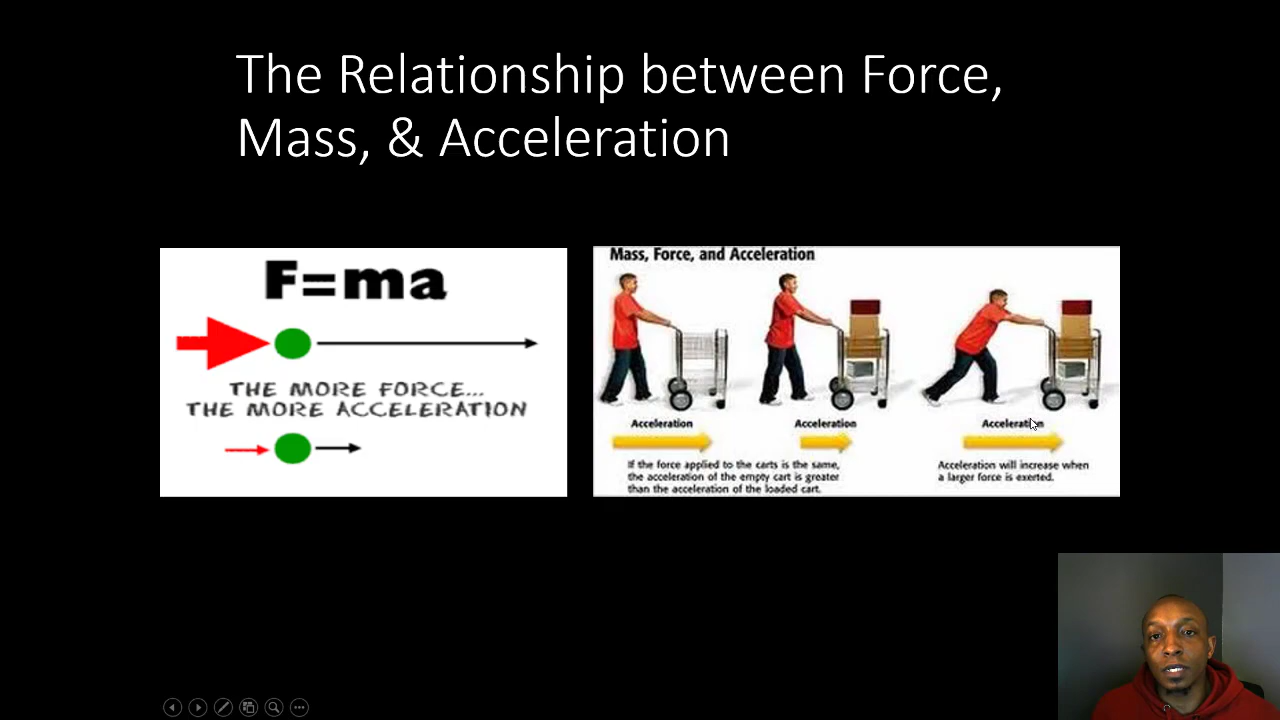 The Relationship between Force,
Mass, & Acceleration
F=ma
THE MORE FORCE...
THE MORE ACCELERATION
Mass, Force, and Acceleration
Acceleration
Acceleration
Acceleration
If the force applied to the carts is the same,
the acceleration of the empty cart is greater
than the acceleration of the loaded cart.
Acceleration will increase when
a larger force is exerted.